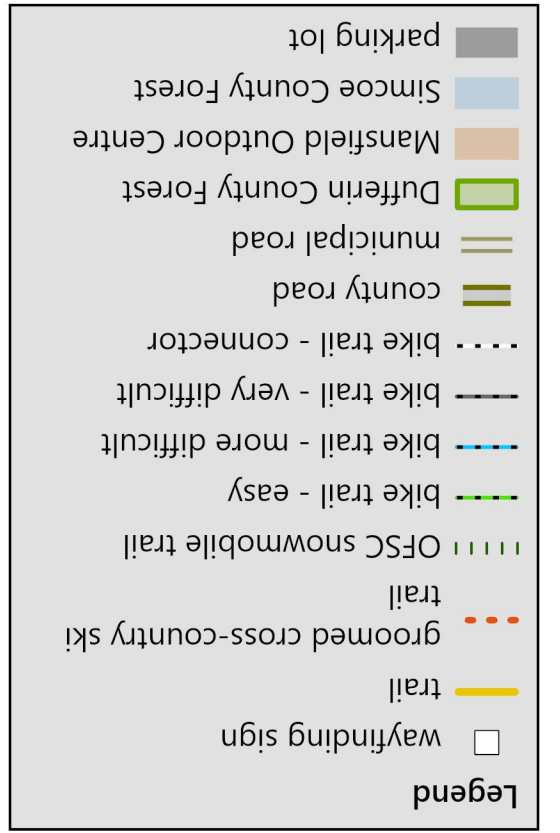 Legend
wayfinding sign
trail
groomed cross-country ski
trail
OFSC snowmobile trail
bike trail - easy
bike trail - more difficult
bike trail - very difficult
bike trail - connector
county road
municipal road
Dufferin County Forest
Mansfield Outdoor Centre
Simcoe County Forest
parking lot